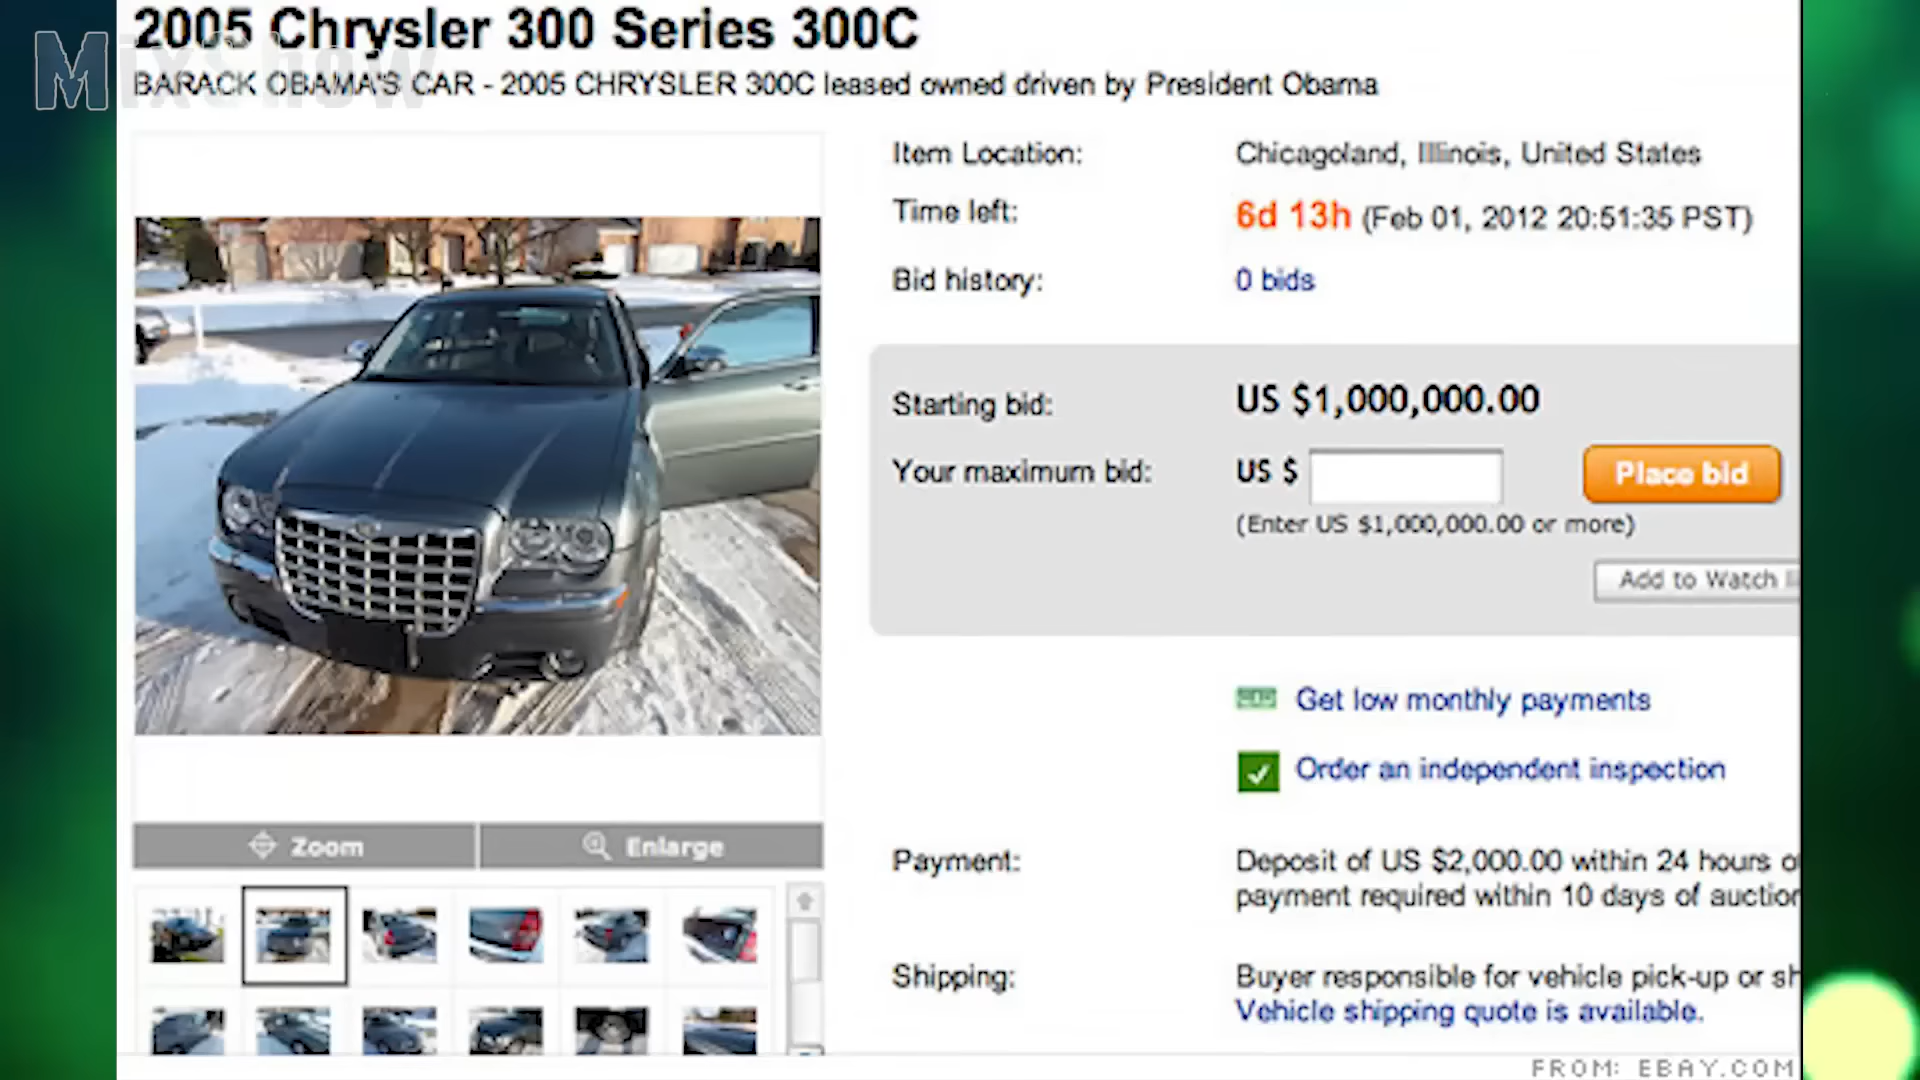 MixShow
2005 Chrysler 300 Series 300C
BARACK OBAMA'S CAR - 2005 CHRYSLER 300C leased owned driven by President Obama
Item Location: Chicagoland, Illinois, United States
Time left: 6d 13h (Feb 01, 2012 20:51:35 PST)
Bid history: 0 bids
Starting bid: US $1,000,000.00
Your maximum bid: US $ Place bid
(Enter US $1,000,000.00 or more)
Add to Watch
Get low monthly payments
Order an independent inspection
Zoom Enlarge
Payment: Deposit of US $2,000.00 within 24 hours
payment required within 10 days of auction
Shipping: Buyer responsible for vehicle pick-up or
Vehicle shipping quote is available.
FROM: EBAY.COM